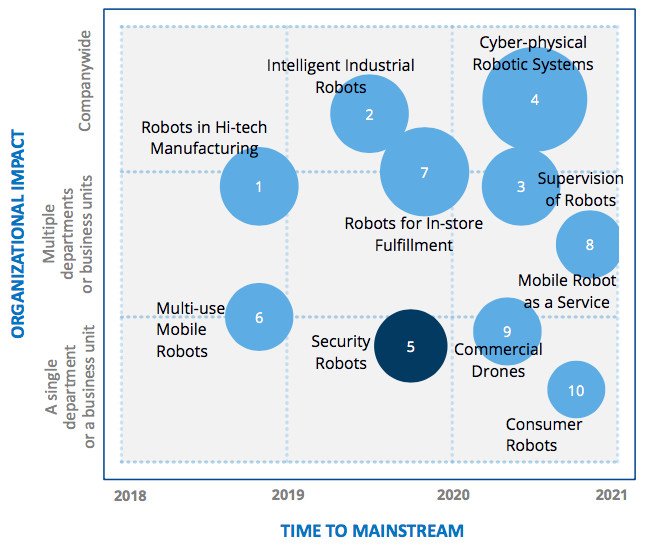 Cyber-physical
Robotic Systems
4
Intelligent Industrial
Robots
2
Robots in Hi-tech
Manufacturing
1
7
Robots for In-store
Fulfillment
3
Supervision
of Robots
8
Mobile Robot
as a Service
Multi-use
Mobile
Robots
6
Security
Robots
5
9
Commercial
Drones
10
Consumer
Robots
ORGANIZATIONAL IMPACT
Companywide
Multiple
departments
or business units
A single
department
or a business unit
2018
2019
2020
2021
TIME TO MAINSTREAM